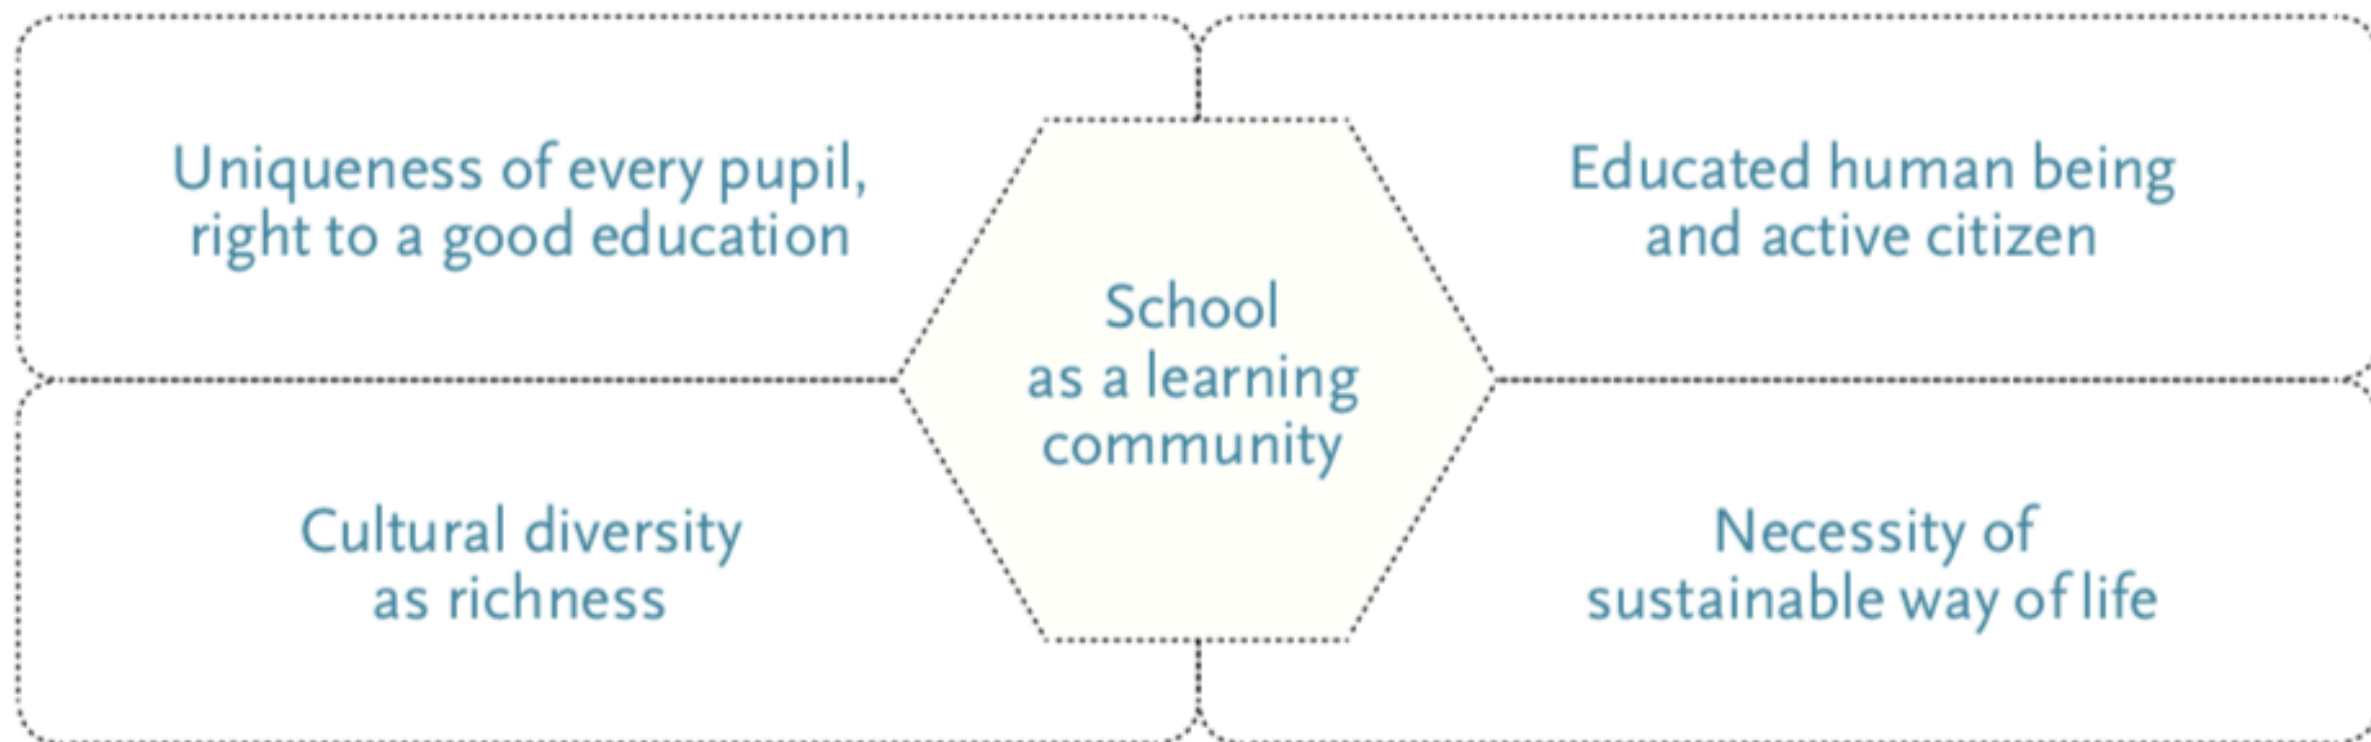 Uniqueness of every pupil,
right to a good education
Educated human being
and active citizen
School
as a learning
community
Cultural diversity
as richness
Necessity of
sustainable way of life